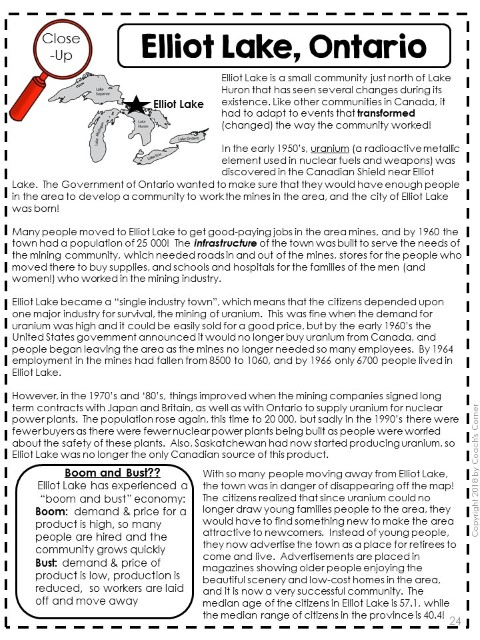 Close
-Up
Elliot Lake, Ontario
Elliot Lake
Lake
Superior
Lake
Huron
Elliot Lake is a small community just north of Lake
Huron that has seen several changes during its
existence. Like other communities in Canada, it
had to adapt to events that transformed
(changed) the way the community worked!
In the early 1950's, uranium (a radioactive metallic
element used in nuclear fuels and weapons) was
discovered in the Canadian Shield near Elliot
Lake. The Government of Ontario wanted to make sure that they would have enough people
in the area to develop a community to work the mines in the area, and the city of Elliot Lake
was born!
Many people moved to Elliot Lake to get good-paying jobs in the area mines, and by 1960 the
town had a population of 25 000! The infrastructure of the town was built to serve the needs of
the mining community, which needed roads in and out of the mines, stores for the people who
moved there to buy supplies, and schools and hospitals for the families of the men (and
women!) who worked in the mining industry.
Elliot Lake became a "single industry town", which means that the citizens depended upon
one major industry for survival, the mining of uranium. This was fine when the demand for
uranium was high and it could be easily sold for a good price, but by the early 1960's the
United States government announced it would no longer buy uranium from Canada, and
people began leaving the area as the mines no longer needed so many employees. By 1964
employment in the mines had fallen from 8500 to 1060, and by 1966 only 6700 people lived in
Elliot Lake.
However, in the 1970's and '80's, things improved when the mining companies signed long
term contracts with Japan and Britain, as well as with Ontario to supply uranium for nuclear
power plants. The population rose again, this time to 20 000, but sadly in the 1990's there were
fewer buyers as there were fewer nuclear power plants being built as people were worried
about the safety of these plants. Also, Saskatchewan had now started producing uranium, so
Elliot Lake was no longer the only Canadian source of this product.
Boom and Bust??
Elliot Lake has experienced a
"boom and bust" economy:
Boom: demand & price for a
product is high, so many
people are hired and the
community grows quickly
Bust: demand & price of
product is low, production is
reduced, so workers are laid
off and move away
With so many people moving away from Elliot Lake,
the town was in danger of disappearing off the map!
The citizens realized that since uranium could no
longer draw young families people to the area, they
would have to find something new to make the area
attractive to newcomers. Instead of young people,
they now advertise the town as a place for retirees to
come and live. Advertisements are placed in
magazines showing older people enjoying the
beautiful scenery and low-cost homes in the area,
and it is now a very successful community. The
median age of the citizens in Elliot Lake is 57.1, while
the median range of citizens in the province is 40.4!
24
Copyright 2018 by Coach's Corner